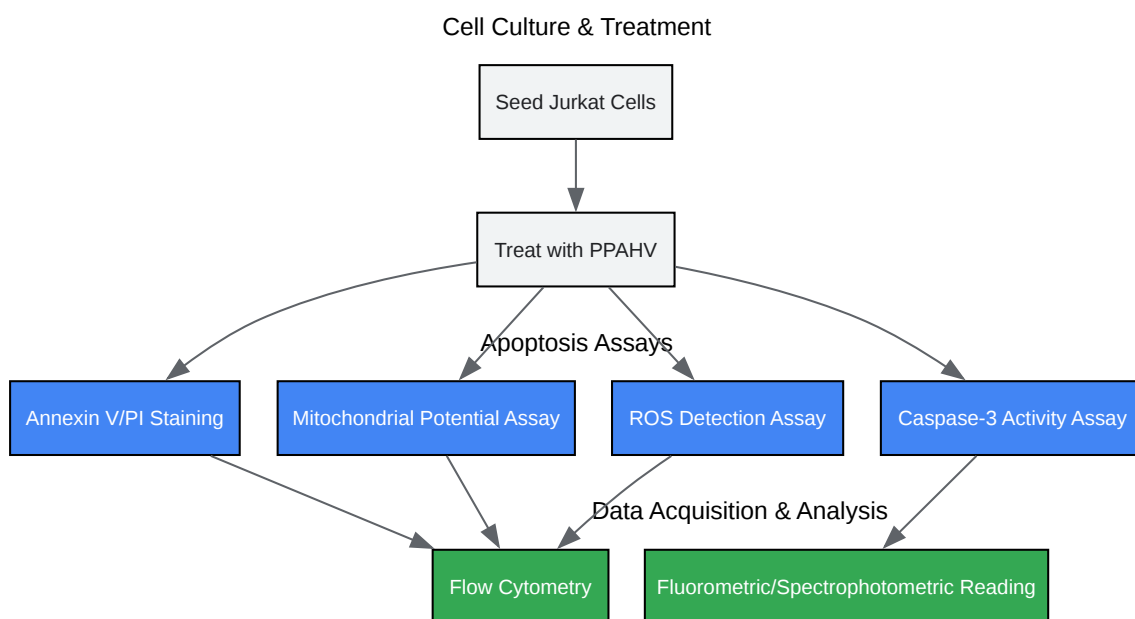 Cell Culture & Treatment
Seed Jurkat Cells
Treat with PPAHV
Apoptosis Assays
Annexin V/PI Staining
Mitochondrial Potential Assay
ROS Detection Assay
Caspase-3 Activity Assay
Data Acquisition & Analysis
Flow Cytometry
Fluorometric/Spectrophotometric Reading